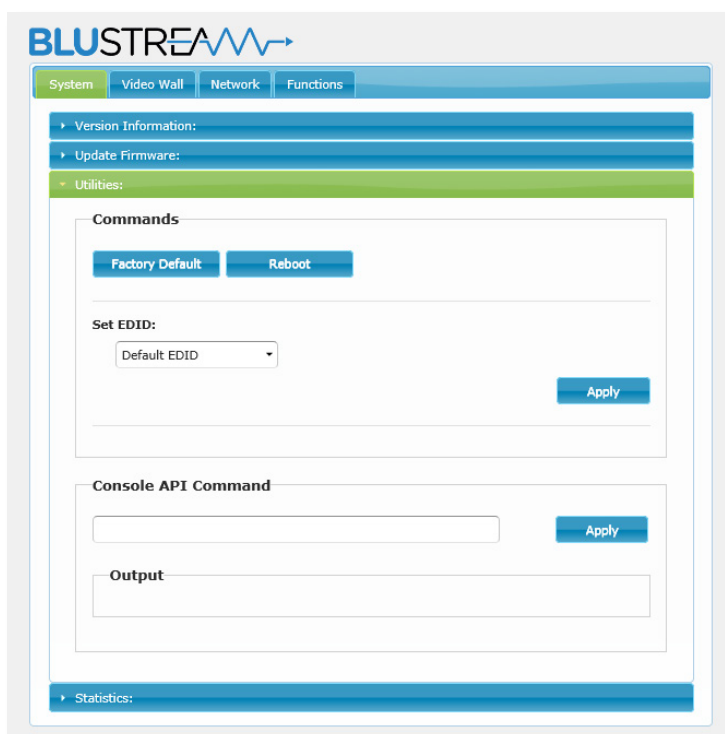 BLUSTREAM
System Video Wall Network Functions
Version Information:
Update Firmware:
Utilities:
Commands
Factory Default Reboot
Set EDID:
Default EDID
Apply
Console API Command
Apply
Output
Statistics: